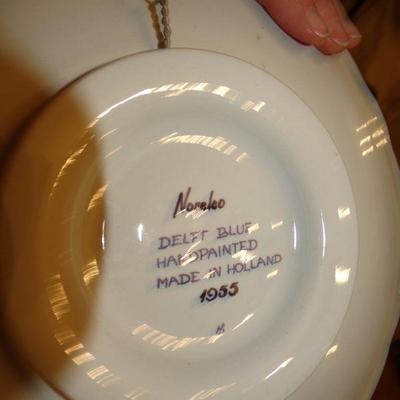 Norelco
DELFT BLUE
HANDPAINTED
MADE IN HOLLAND
1955